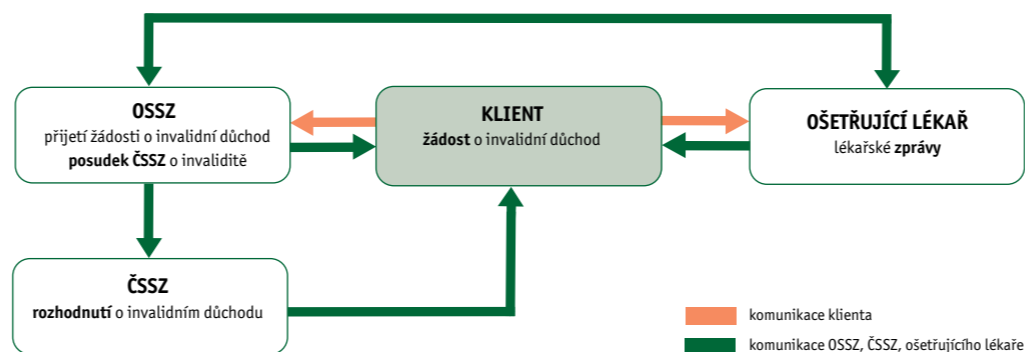 OSSZ
přijetí žádosti o invalidní důchod
posudek ČSSZ o invaliditě
KLIENT
žádost o invalidní důchod
OŠETŘUJÍCÍ LÉKAŘ
lékařské zprávy
ČSSZ
rozhodnutí o invalidním důchodu
komunikace klienta
komunikace OSSZ, ČSSZ, ošetřujícího lékaře